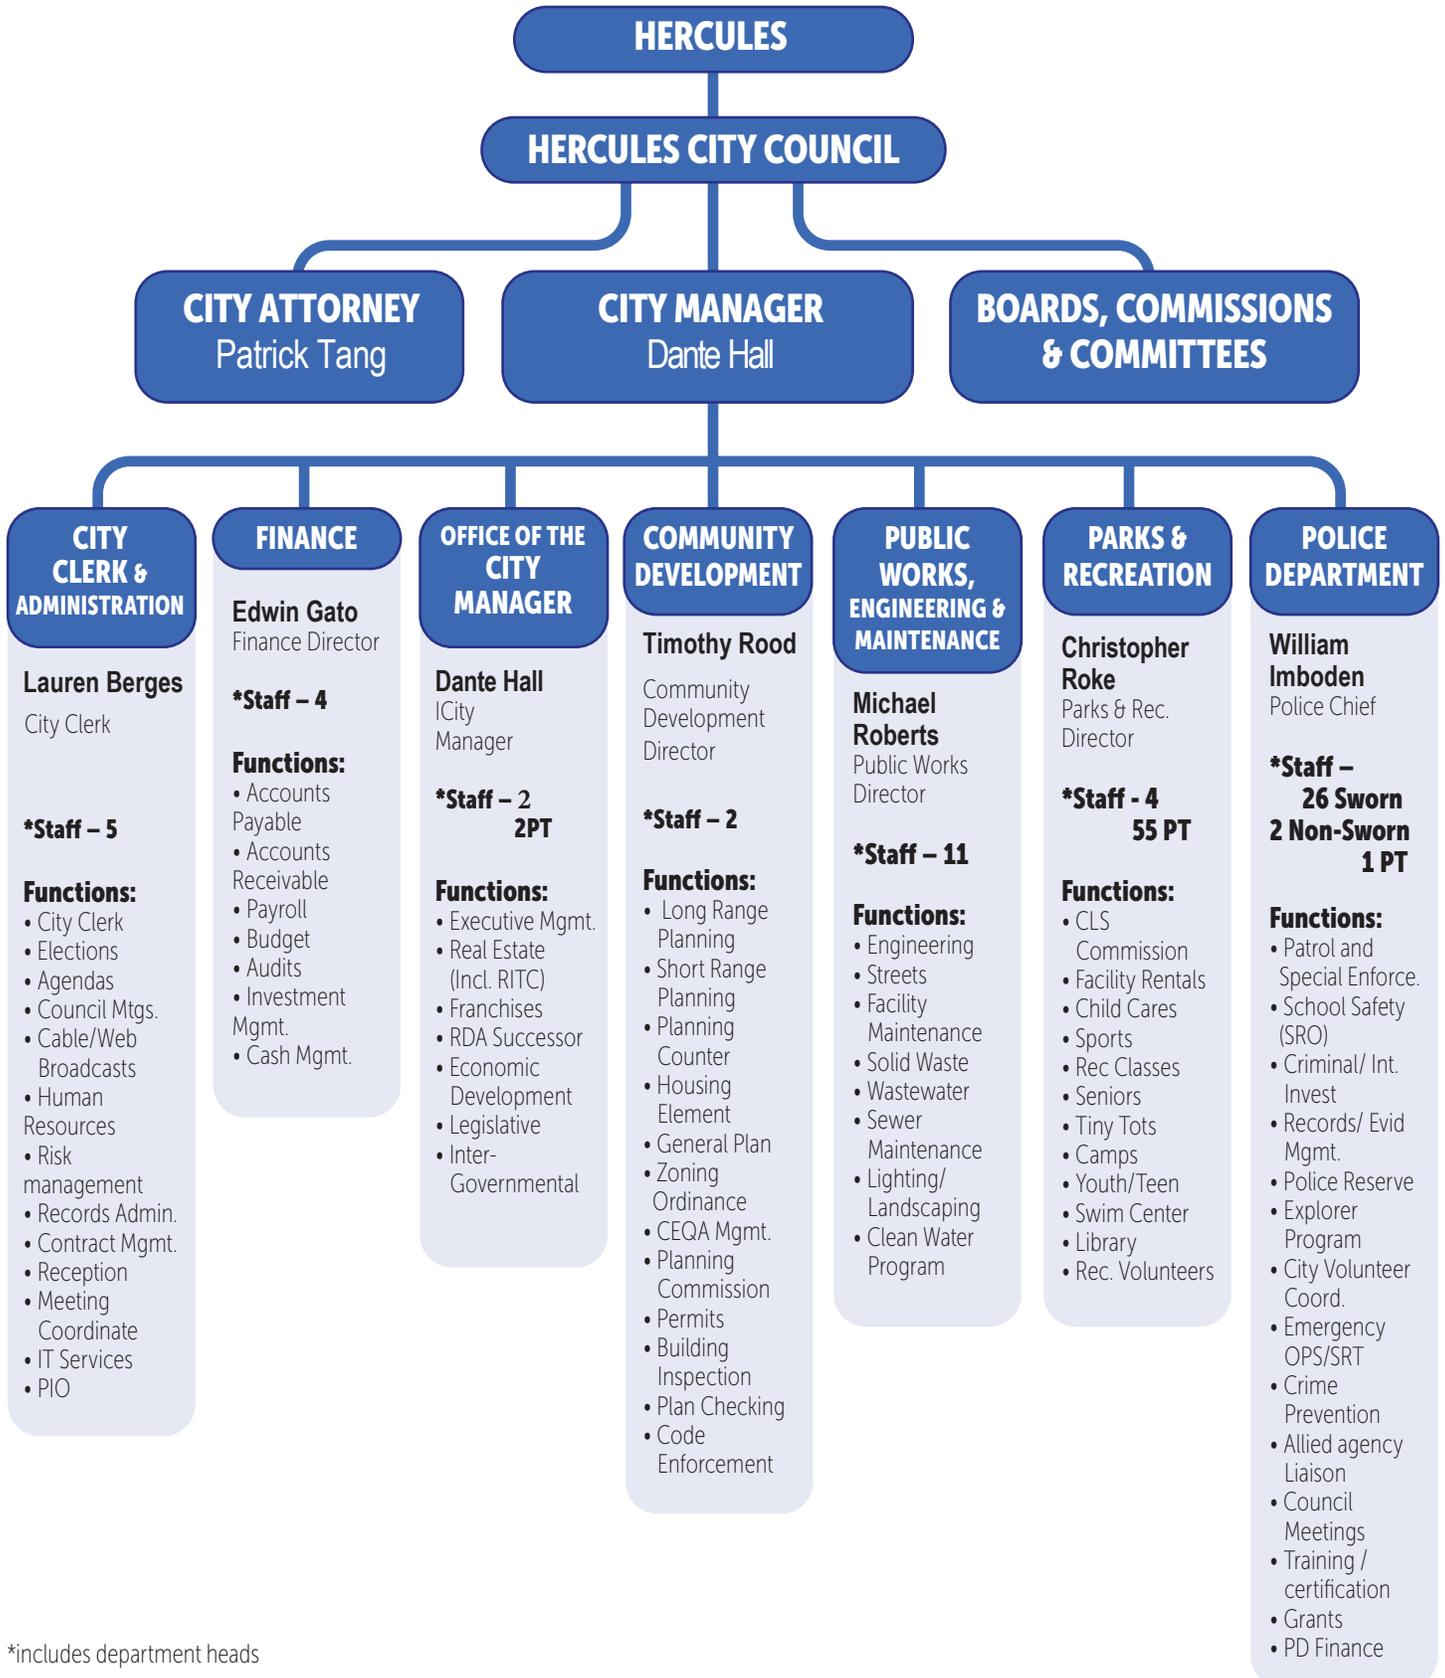 HERCULES
HERCULES CITY COUNCIL
CITY ATTORNEY
Patrick Tang
CITY MANAGER
Dante Hall
BOARDS, COMMISSIONS
& COMMITTEES
CITY
CLERK &
ADMINISTRATION
Lauren Berges
City Clerk
*Staff – 5
Functions:
• City Clerk
• Elections
• Agendas
• Council Mtgs.
• Cable/Web
Broadcasts
• Human
Resources
• Risk
management
• Records Admin.
• Contract Mgmt.
• Reception
• Meeting
Coordinate
• IT Services
• PIO
FINANCE
Edwin Gato
Finance Director
*Staff – 4
Functions:
• Accounts
Payable
• Accounts
Receivable
• Payroll
• Budget
• Audits
• Investment
Mgmt.
• Cash Mgmt.
OFFICE OF THE
CITY
MANAGER
Dante Hall
ICity
Manager
*Staff – 2
2PT
Functions:
• Executive Mgmt.
• Real Estate
(Incl. RITC)
• Franchises
• RDA Successor
• Economic
Development
• Legislative
• Inter-
Governmental
COMMUNITY
DEVELOPMENT
Timothy Rood
Community
Development
Director
*Staff – 2
Functions:
• Long Range
Planning
• Short Range
Planning
• Planning
Counter
• Housing
Element
• General Plan
• Zoning
Ordinance
• CEQA Mgmt.
• Planning
Commission
• Permits
• Building
Inspection
• Plan Checking
• Code
Enforcement
PUBLIC
WORKS,
ENGINEERING &
MAINTENANCE
Michael
Roberts
Public Works
Director
*Staff – 11
Functions:
• Engineering
• Streets
• Facility
Maintenance
• Solid Waste
• Wastewater
• Sewer
Maintenance
• Lighting/
Landscaping
• Clean Water
Program
PARKS &
RECREATION
Christopher
Roke
Parks & Rec.
Director
*Staff - 4
55 PT
Functions:
• CLS
Commission
• Facility Rentals
• Child Cares
• Sports
• Rec Classes
• Seniors
• Tiny Tots
• Camps
• Youth/Teen
• Swim Center
• Library
• Rec. Volunteers
POLICE
DEPARTMENT
William
Imboden
Police Chief
*Staff –
26 Sworn
2 Non-Sworn
1 PT
Functions:
• Patrol and
Special Enforce.
• School Safety
(SRO)
• Criminal/ Int.
Invest
• Records/ Evid
Mgmt.
• Police Reserve
• Explorer
Program
• City Volunteer
Coord.
• Emergency
OPS/SRT
• Crime
Prevention
• Allied agency
Liaison
• Council
Meetings
• Training /
certification
• Grants
• PD Finance
*includes department heads